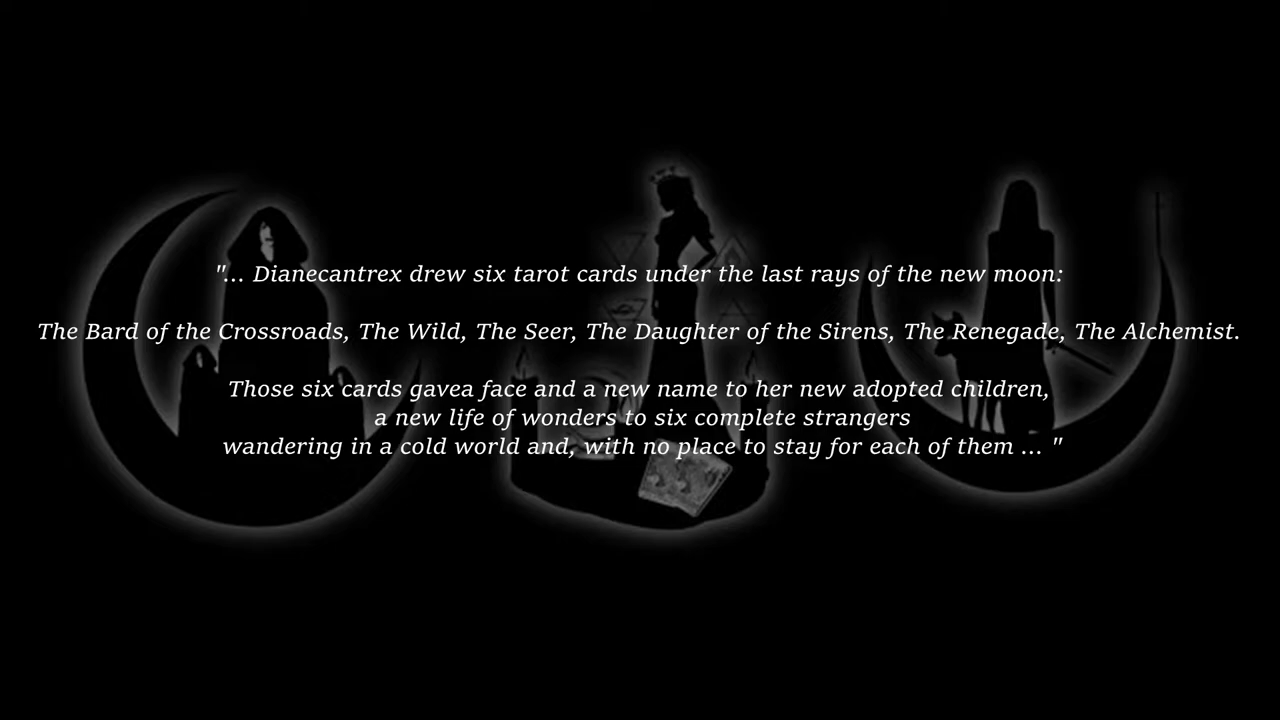 "... Dianecantrex drew six tarot cards under the last rays of the new moon:
The Bard of the Crossroads, The Wild, The Seer, The Daughter of the Sirens, The Renegade, The Alchemist.
Those six cards gavea face and a new name to her new adopted children,
a new life of wonders to six complete strangers
wandering in a cold world and, with no place to stay for each of them ... "